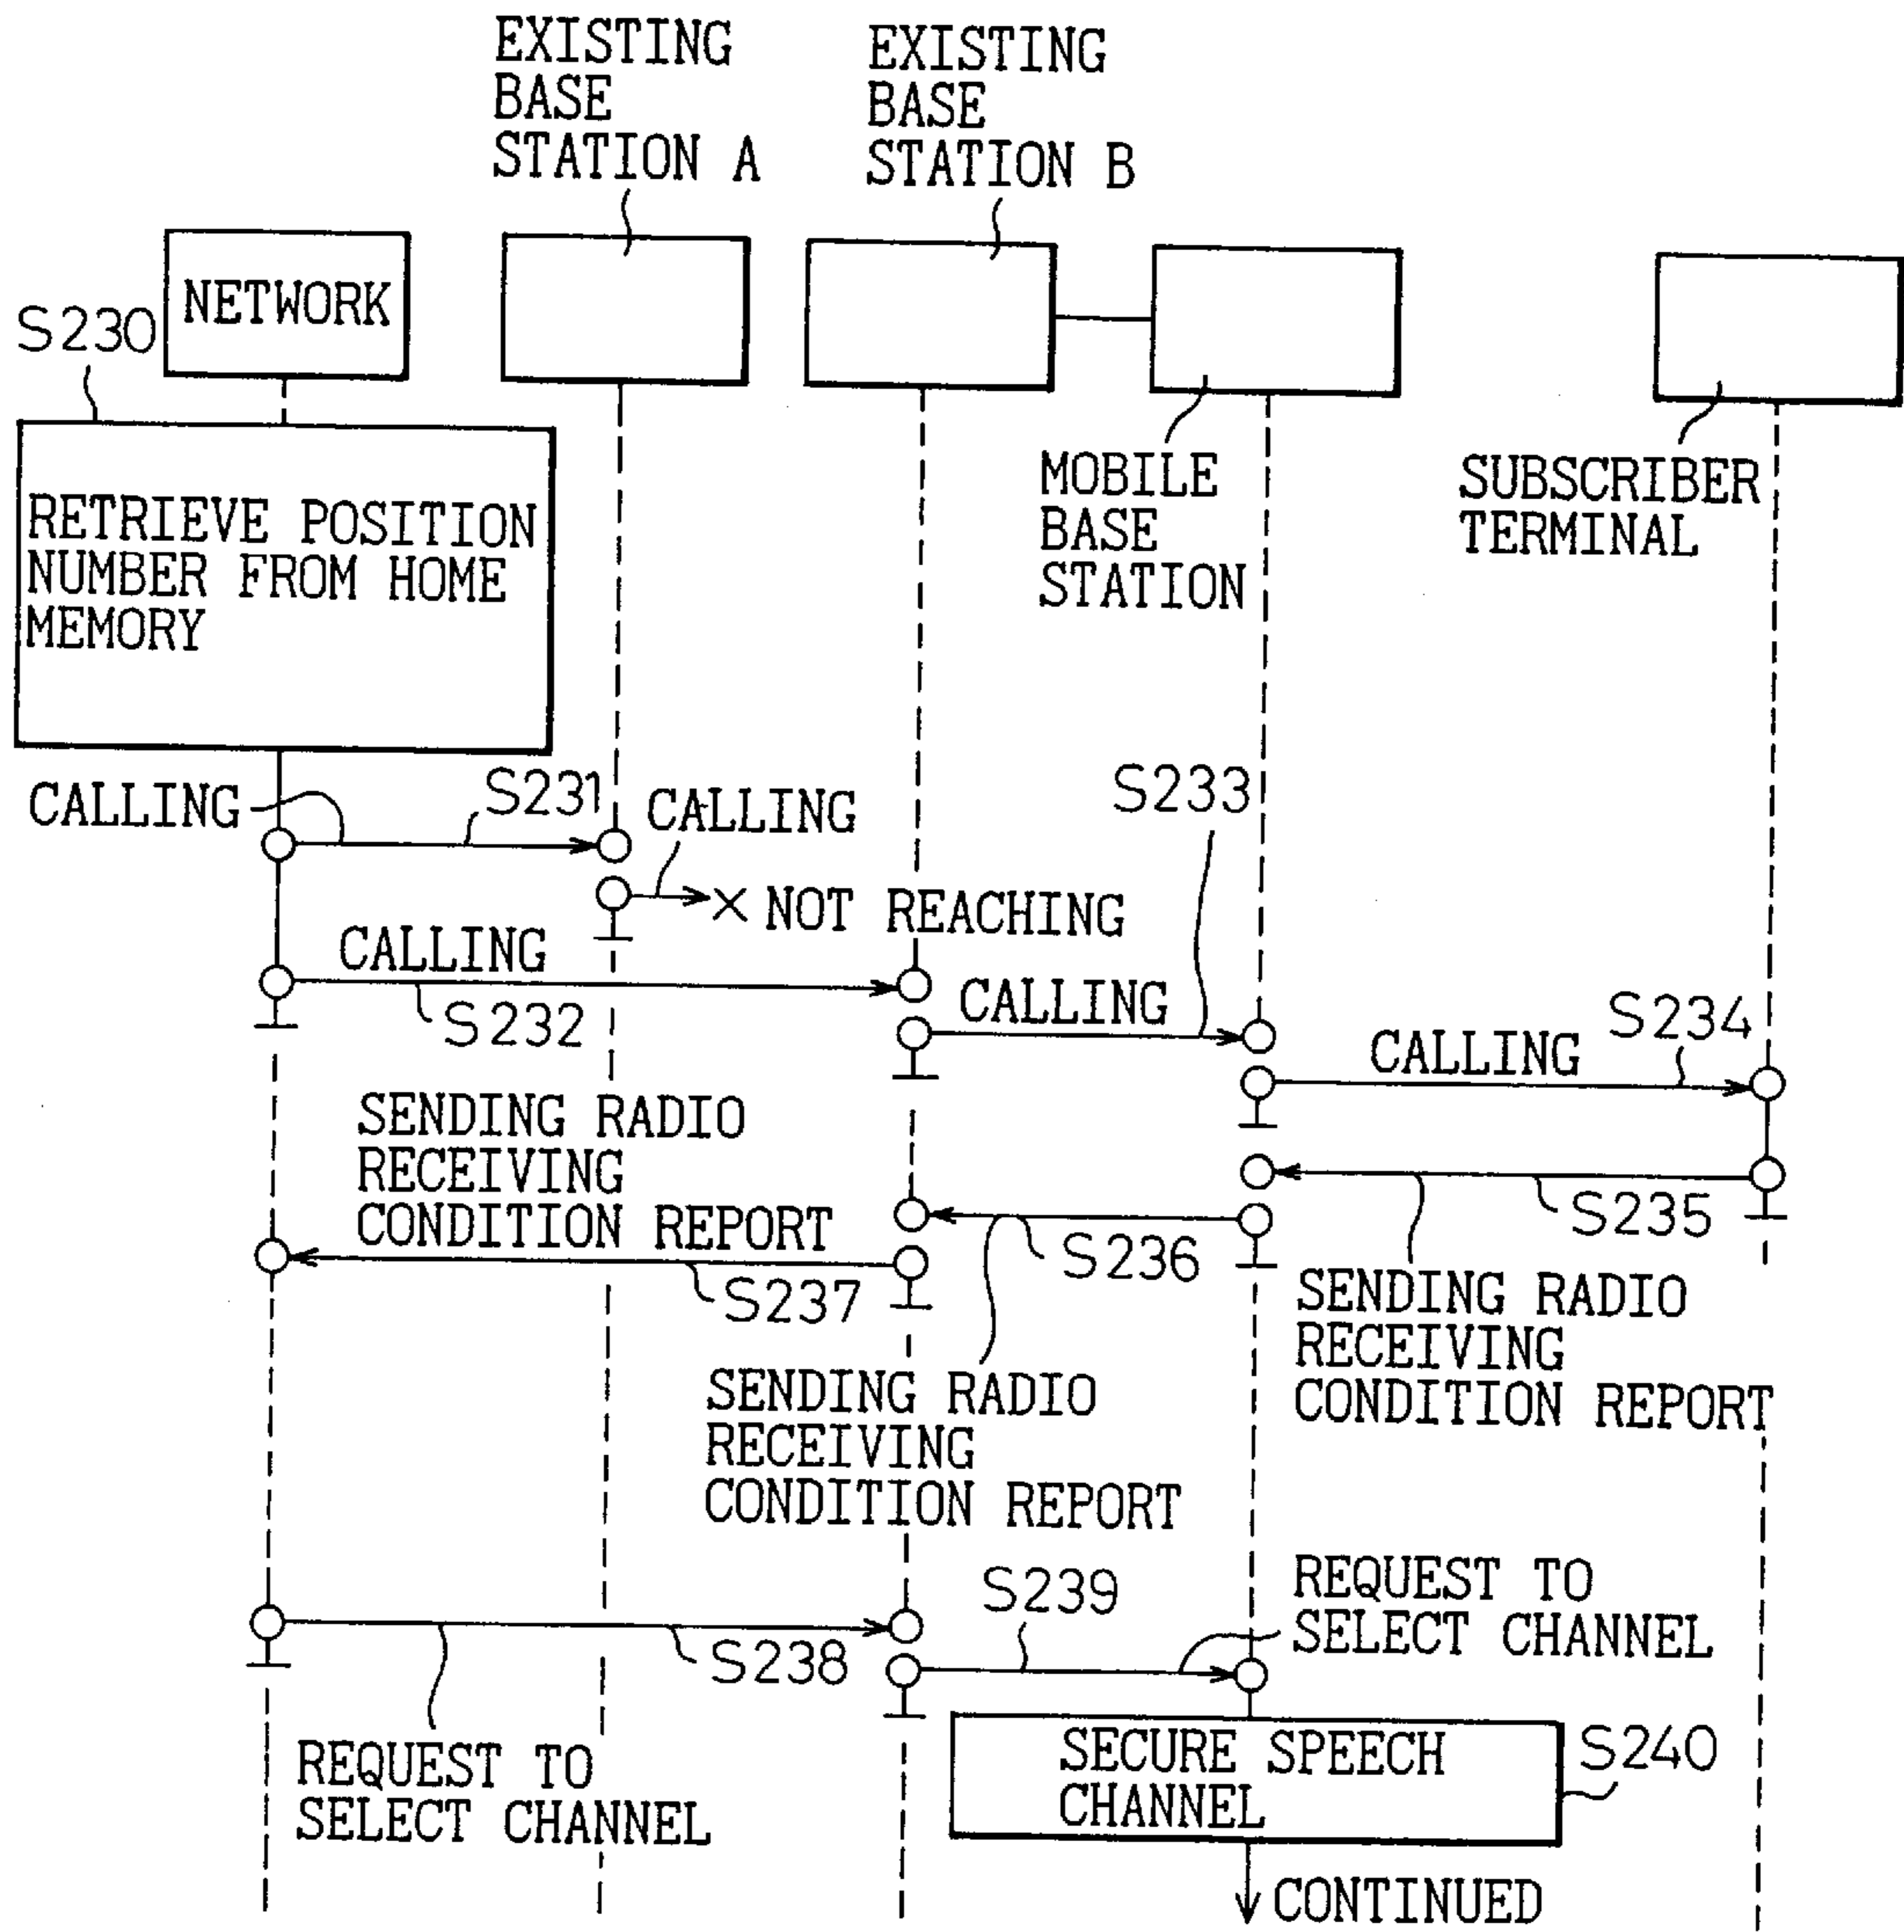 EXISTING
BASE
STATION A
EXISTING
BASE
STATION B
NETWORK
S230
MOBILE
BASE
STATION
SUBSCRIBER
TERMINAL
RETRIEVE POSITION
NUMBER FROM HOME
MEMORY
CALLING
S231
CALLING
S233
NOT REACHING
CALLING
S232
CALLING
S234
CALLING
SENDING RADIO
RECEIVING
CONDITION REPORT
S235
S236
S237
SENDING RADIO
RECEIVING
CONDITION REPORT
SENDING RADIO
RECEIVING
CONDITION REPORT
S239
REQUEST TO
SELECT CHANNEL
S238
REQUEST TO
SELECT CHANNEL
SECURE SPEECH
CHANNEL
S240
CONTINUED